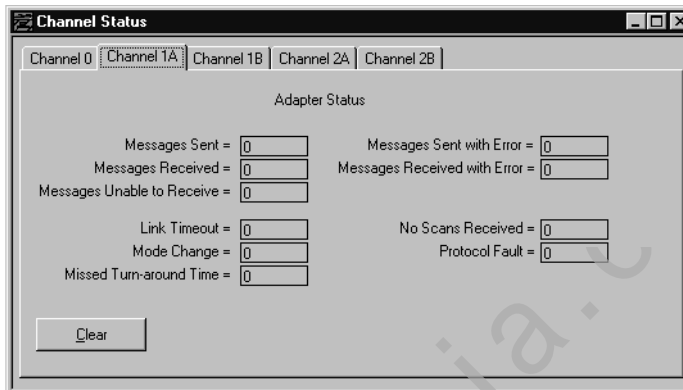 Channel Status
Channel 0 Channel 1A Channel 1B Channel 2A Channel 2B
Adapter Status
Messages Sent = 0 Messages Sent with Error = 0
Messages Received = 0 Messages Received with Error = 0
Messages Unable to Receive = 0
Link Timeout = 0 No Scans Received = 0
Mode Change = 0 Protocol Fault = 0
Missed Turn-around Time = 0
Clear
ia.c